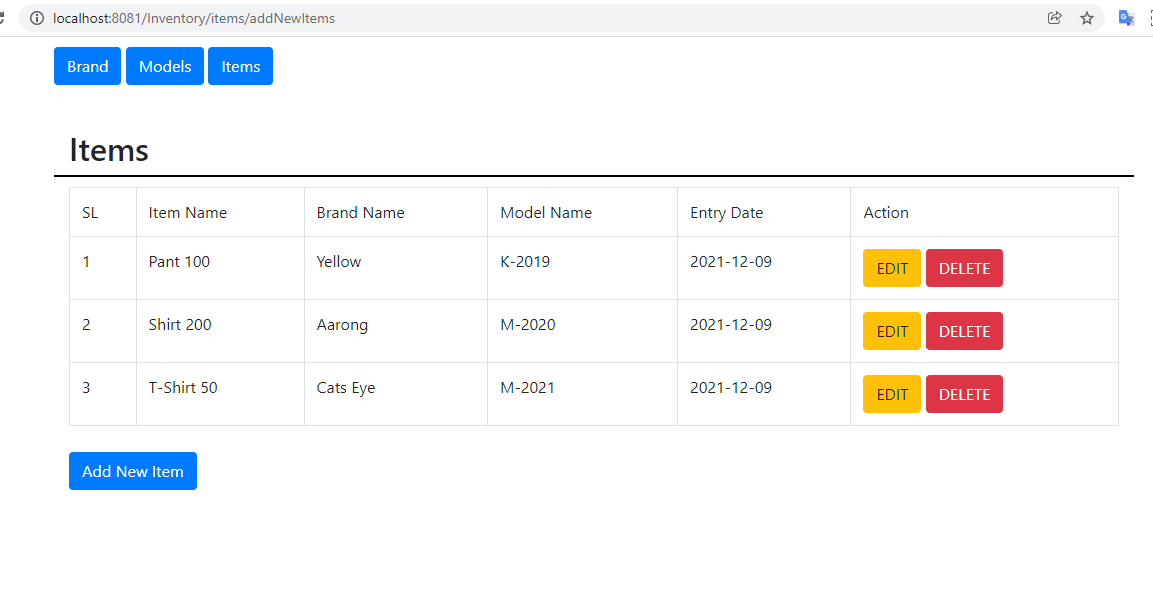 localhost:8081/Inventory/items/addNewItems
Brand Models Items
Items
SL Item Name Brand Name Model Name Entry Date Action
1 Pant 100 Yellow K-2019 2021-12-09 EDIT DELETE
2 Shirt 200 Aarong M-2020 2021-12-09 EDIT DELETE
3 T-Shirt 50 Cats Eye M-2021 2021-12-09 EDIT DELETE
Add New Item